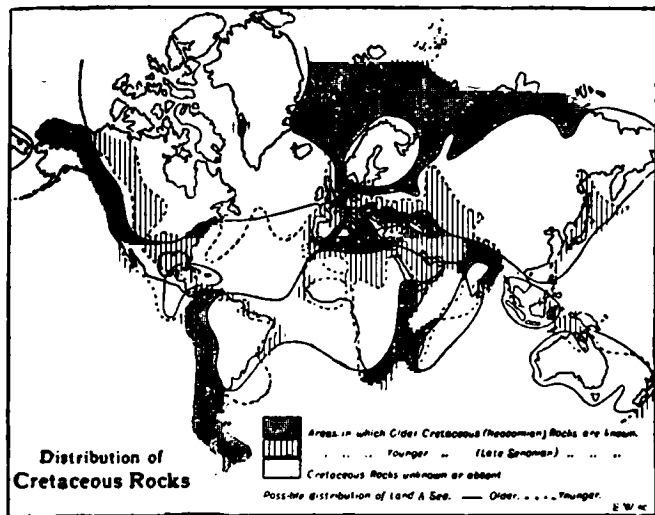 Distribution of
Cretaceous Rocks
Areas in which Older Cretaceous (Neocomian) Rocks are known.
" " " Younger " (Late Senonian) " " "
Cretaceous Rocks unknown or absent
Possible distribution of Land & Sea. — Older. - - - - Younger.